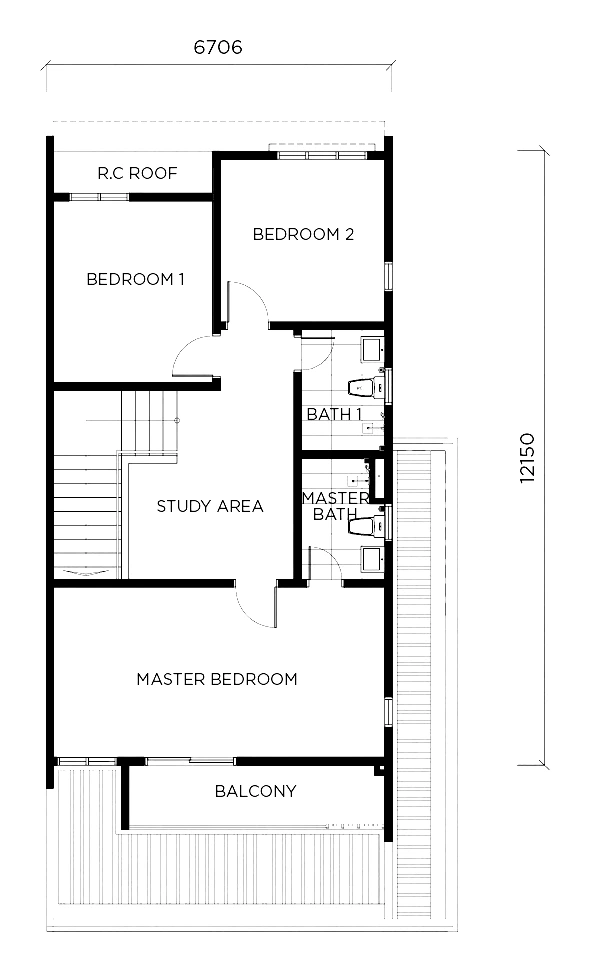 6706
R.C ROOF
BEDROOM 2
BEDROOM 1
BATH 1
12150
STUDY AREA
MASTER
BATH
MASTER BEDROOM
BALCONY